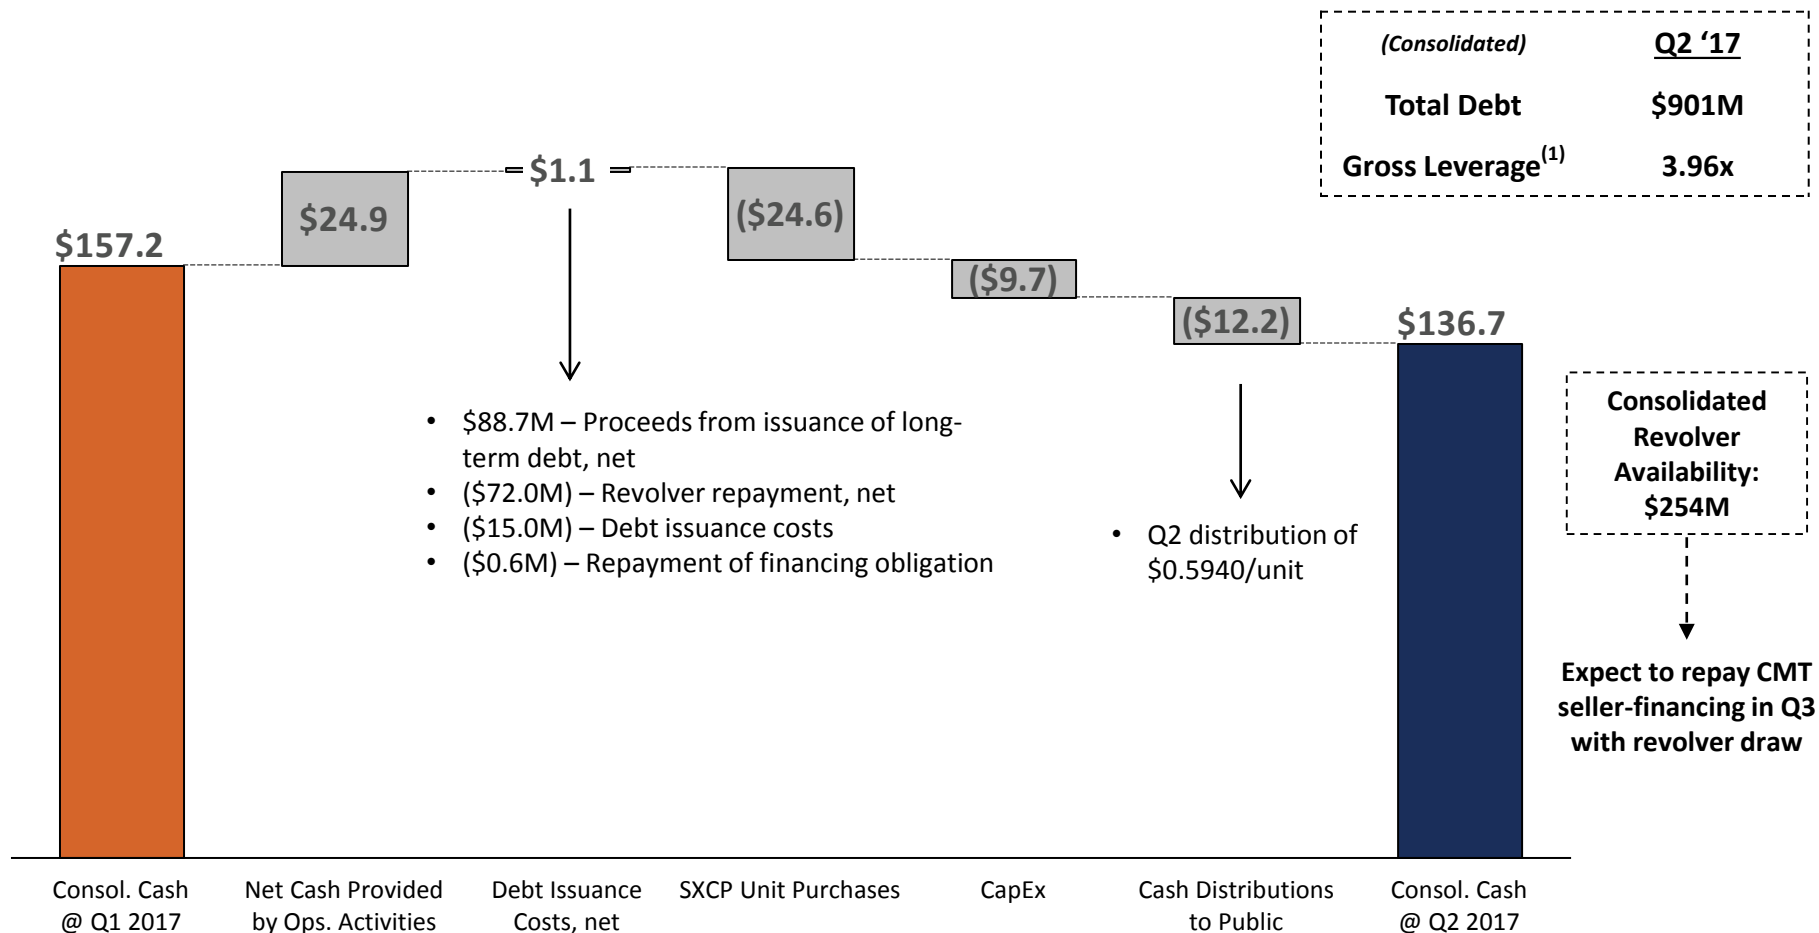 (Consolidated) Q2 ‘17
Total Debt $901M
Gross Leverage(1) 3.96x
$157.2
$24.9
$1.1
($24.6)
($9.7)
($12.2)
$136.7
• $88.7M – Proceeds from issuance of long-
term debt, net
• ($72.0M) – Revolver repayment, net
• ($15.0M) – Debt issuance costs
• ($0.6M) – Repayment of financing obligation
• Q2 distribution of
$0.5940/unit
Consolidated
Revolver
Availability:
$254M
Expect to repay CMT
seller-financing in Q3
with revolver draw
Consol. Cash
@ Q1 2017
Net Cash Provided
by Ops. Activities
Debt Issuance
Costs, net
SXCP Unit Purchases
CapEx
Cash Distributions
to Public
Consol. Cash
@ Q2 2017